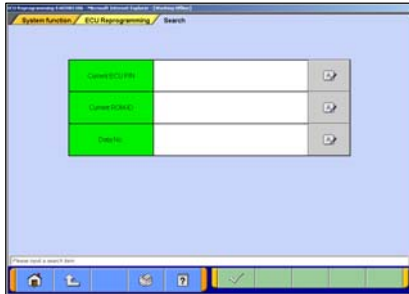 System function ECU Reprogramming Search
Current ECU P/N
Current ROM ID
Data No.
Please input a search item
?